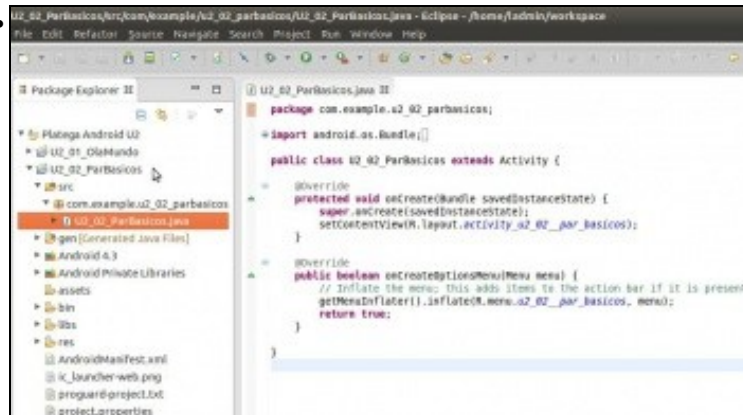 U2_02_ParBasicos/src/com/example/u2_02_parbasicos/U2_02_ParBasicos.java - Eclipse - /home/ladmin/workspace
File Edit Refactor Source Navigate Search Project Run Window Help
Package Explorer
Platega Android U2
U2_01_OlaMundo
U2_02_ParBasicos
src
com.example.u2_02_parbasicos
U2_02_ParBasicos.java
gen [Generated Java Files]
Android 4.3
Android Private Libraries
assets
bin
libs
res
AndroidManifest.xml
ic_launcher-web.png
proguard-project.txt
project.properties
U2_02_ParBasicos.java
package com.example.u2_02_parbasicos;
import android.os.Bundle;
public class U2_02_ParBasicos extends Activity {
@Override
protected void onCreate(Bundle savedInstanceState) {
super.onCreate(savedInstanceState);
setContentView(R.layout.activity_u2_02__par_basicos);
}
@Override
public boolean onCreateOptionsMenu(Menu menu) {
// Inflate the menu; this adds items to the action bar if it is present
getMenuInflater().inflate(R.menu.u2_02__par_basicos, menu);
return true;
}
}